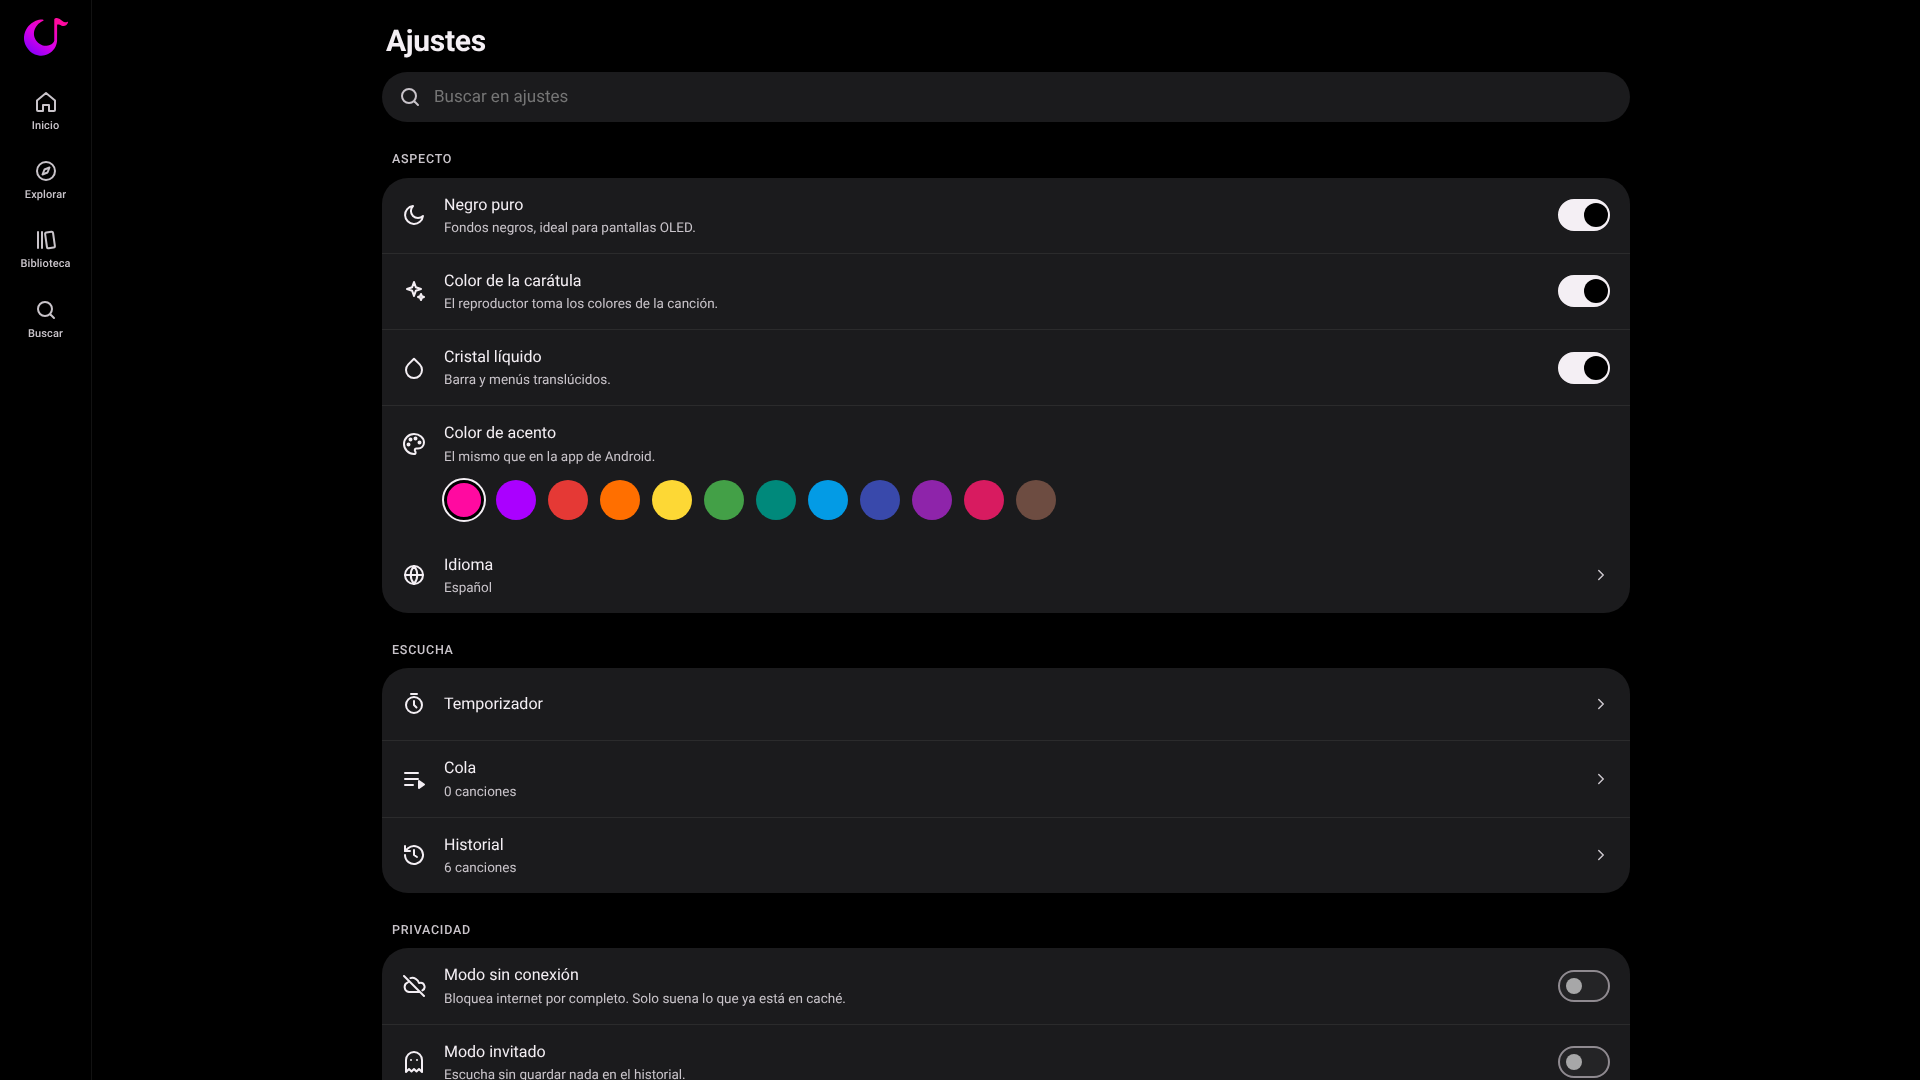 Ajustes
Buscar en ajustes
Inicio
Explorar
Biblioteca
Buscar
ASPECTO
Negro puro
Fondos negros, ideal para pantallas OLED.
Color de la carátula
El reproductor toma los colores de la canción.
Cristal líquido
Barra y menús translúcidos.
Color de acento
El mismo que en la app de Android.
Idioma
Español
ESCUCHA
Temporizador
Cola
0 canciones
Historial
6 canciones
PRIVACIDAD
Modo sin conexión
Bloquea internet por completo. Solo suena lo que ya está en caché.
Modo invitado
Escucha sin guardar nada en el historial.